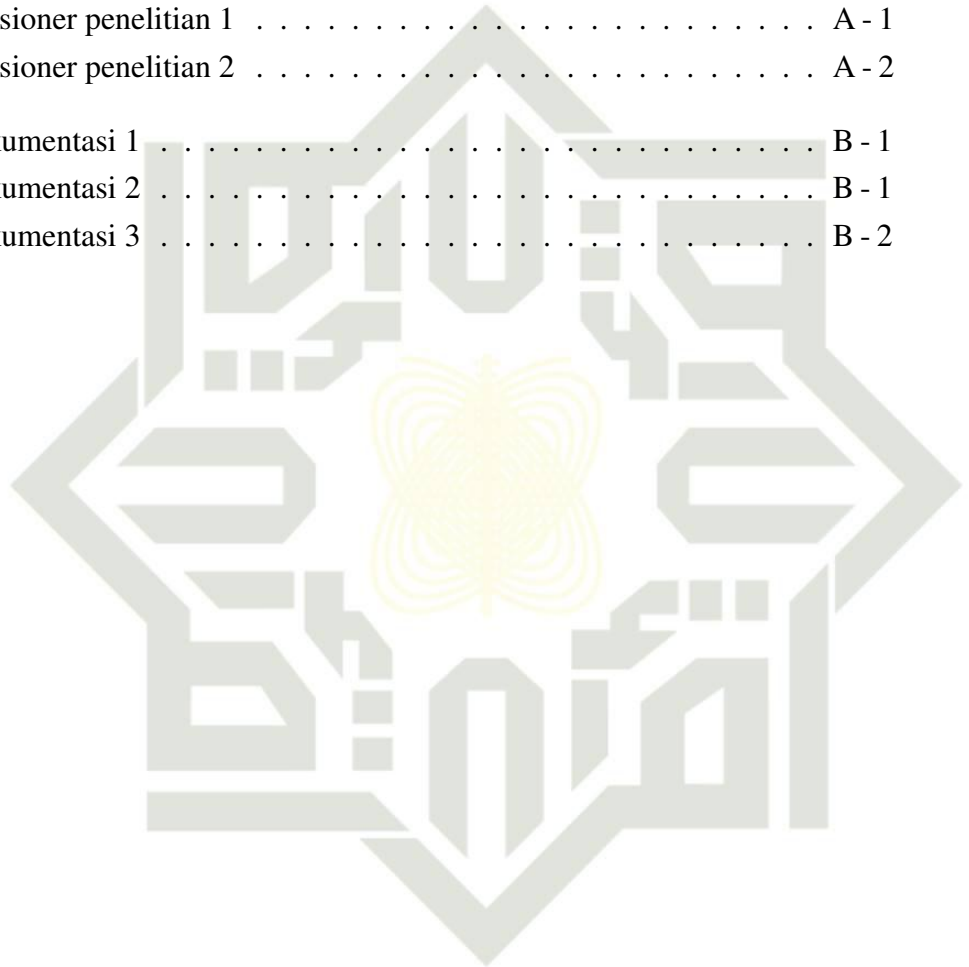 sioner penelitian 1 . . . . . . . . . . . . . . . . . . . . . . . . A - 1
sioner penelitian 2 . . . . . . . . . . . . . . . . . . . . . . . . A - 2
umentasi 1 . . . . . . . . . . . . . . . . . . . . . . . . . . . . B - 1
umentasi 2 . . . . . . . . . . . . . . . . . . . . . . . . . . . . B - 1
umentasi 3 . . . . . . . . . . . . . . . . . . . . . . . . . . . . B - 2